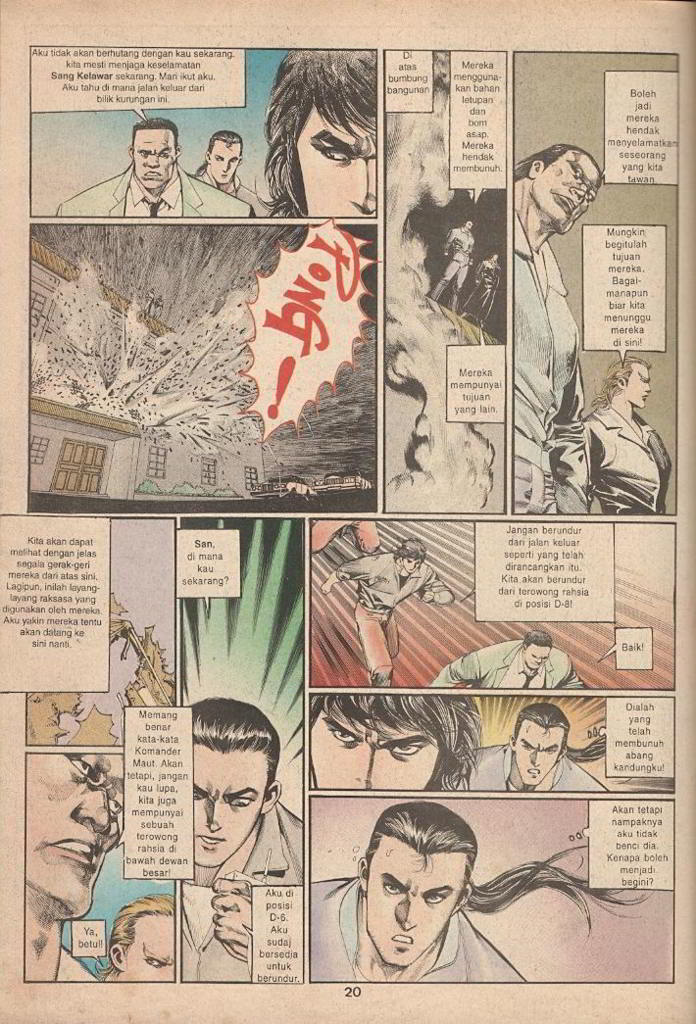 Aku tidak akan berhutang dengan kau sekarang.
kita mesti menjaga keselamatan
Sang Kelawar sekarang. Mari ikut aku.
Aku tahu di mana jalan keluar dari
bilik kurungan ini.
PONG—!
Di
atas
bumbung
bangunan
Mereka
mengguna-
kan bahan
letupan
dan
bom
asap.
Mereka
hendak
membunuh.
Mereka
mempunyai
tujuan
yang lain.
Boleh
jadi
mereka
hendak
menyelamatkan
seseorang
yang kita
tawan.
Mungkin
begitulah
tujuan
mereka.
Bagai-
manapun
biar kita
menunggu
mereka
di sini!
Kita akan dapat
melihat dengan jelas
segala gerak-geri
mereka dari atas sini.
Lagipun, inilah layang-
layang raksasa yang
digunakan oleh mereka.
Aku yakin mereka tentu
akan datang ke
sini nanti.
Memang
benar
kata-kata
Komander
Maut. Akan
tetapi, jangan
kau lupa,
kita juga
mempunyai
sebuah
terowong
rahsia di
bawah dewan
besar!
Ya,
betul!
San,
di mana
kau
sekarang?
Aku di
posisi
D-6.
Aku
sudaj
bersedia
untuk
berundur.
Jangan berundur
dari jalan keluar
seperti yang telah
dirancangkan itu.
Kita akan berundur
dari terowong rahsia
di posisi D-8!
Baik!
Dialah
yang
telah
membunuh
abang
kandungku!
Akan tetapi
nampaknya
aku tidak
benci dia.
Kenapa boleh
jadi begini?
20